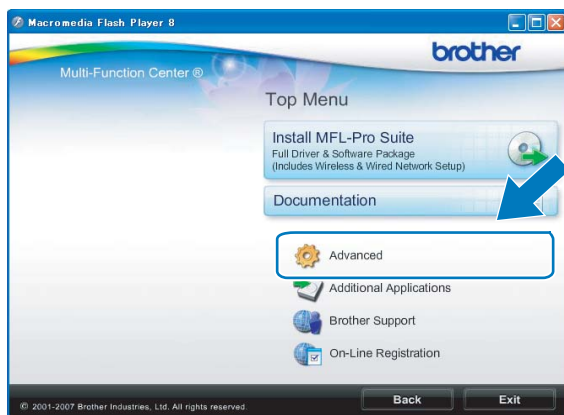 Macromedia Flash Player 8
brother
Multi-Function Center ®
Top Menu
Install MFL-Pro Suite
Full Driver & Software Package
(Includes Wireless & Wired Network Setup)
Documentation
Advanced
Additional Applications
Brother Support
On-Line Registration
© 2001-2007 Brother Industries, Ltd. All rights reserved.
Back
Exit